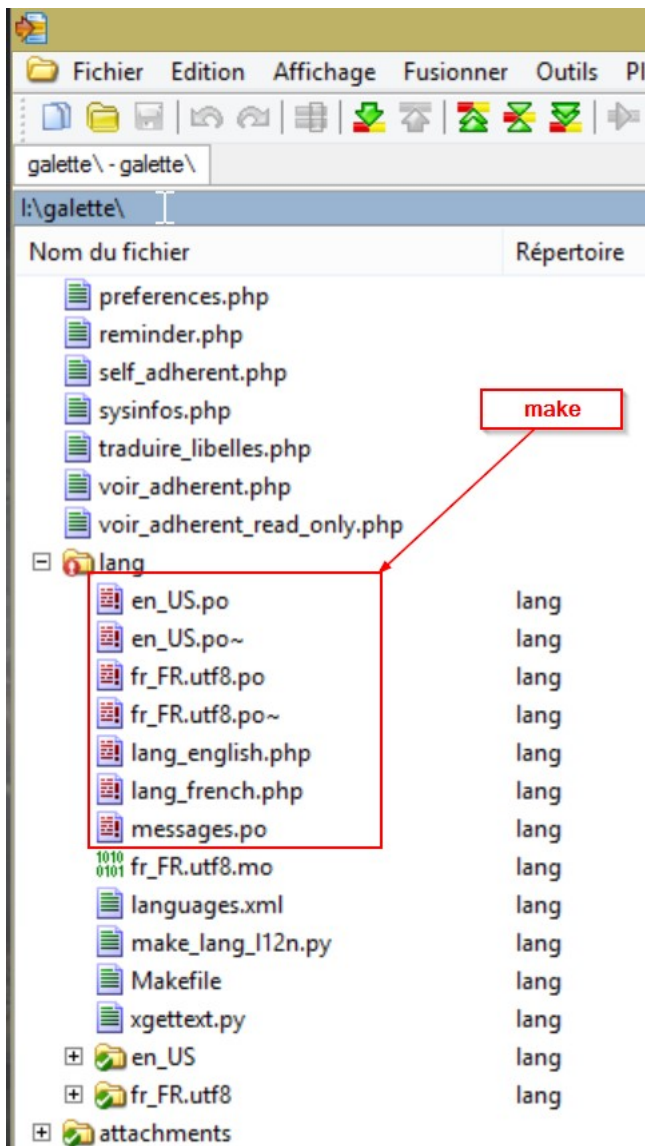 Fichier Edition Affichage Fusionner Outils Pl
galette\ - galette\
I:\galette\
Nom du fichier Répertoire
preferences.php
reminder.php
self_adherent.php
sysinfos.php
make
traduire_libelles.php
voir_adherent.php
voir_adherent_read_only.php
lang
en_US.po lang
en_US.po~ lang
fr_FR.utf8.po lang
fr_FR.utf8.po~ lang
lang_english.php lang
lang_french.php lang
messages.po lang
1010
0101
fr_FR.utf8.mo lang
languages.xml lang
make_lang_l12n.py lang
Makefile lang
xgettext.py lang
en_US lang
fr_FR.utf8 lang
attachments